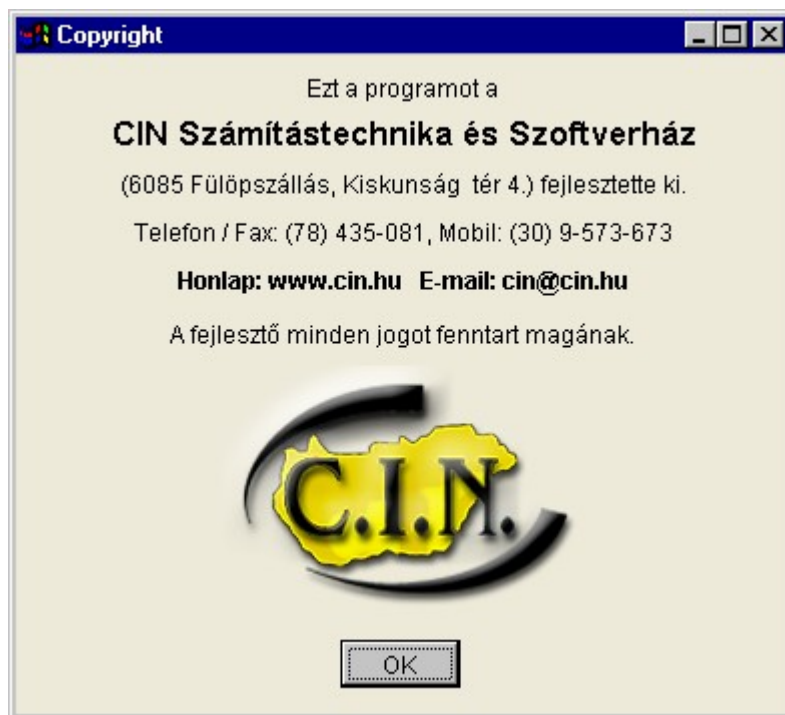 Copyright
Ezt a programot a
CIN Számítástechnika és Szoftverház
(6085 Fülöpszállás, Kiskunság tér 4.) fejlesztette ki.
Telefon / Fax: (78) 435-081, Mobil: (30) 9-573-673
Honlap: www.cin.hu E-mail: cin@cin.hu
A fejlesztő minden jogot fenntart magának.
C.I.N.
OK